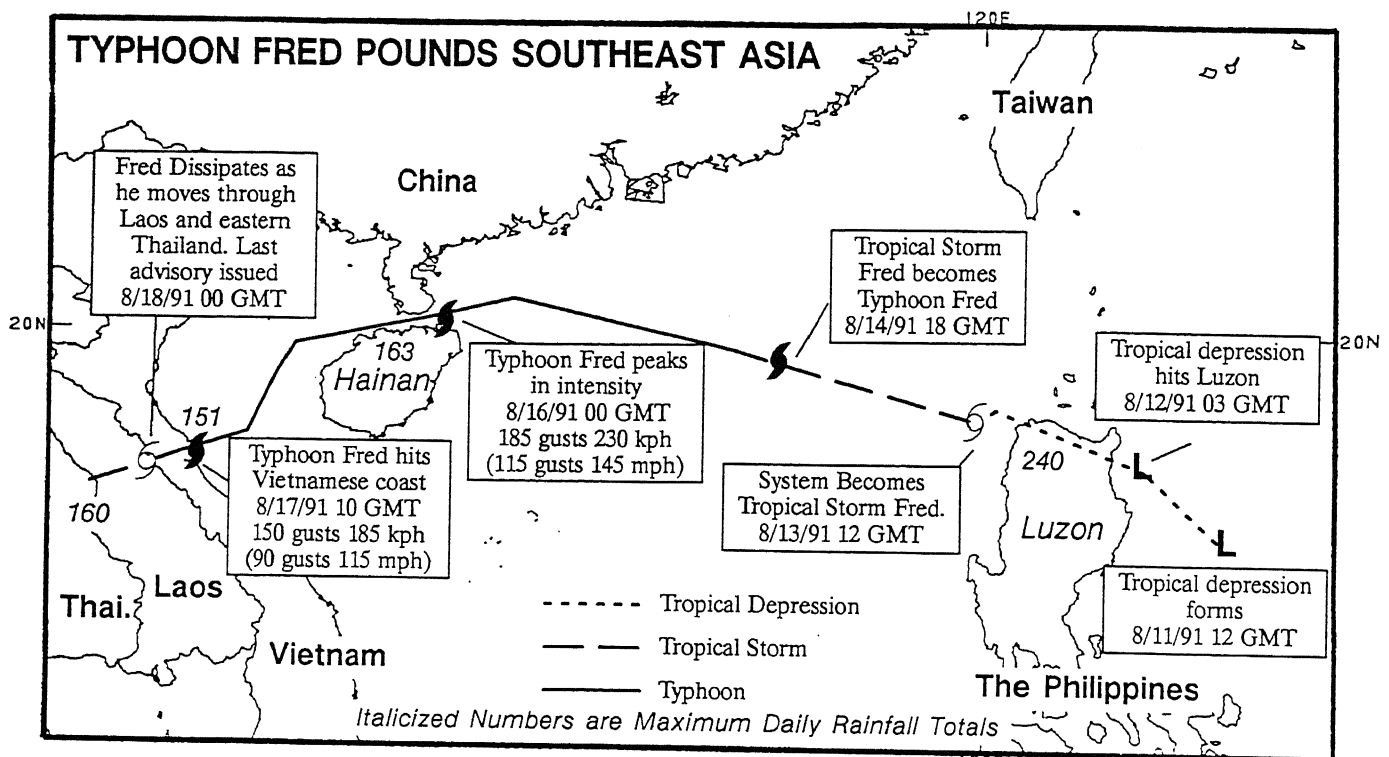 120E
TYPHOON FRED POUNDS SOUTHEAST ASIA
Taiwan
China
Fred Dissipates as
he moves through
Laos and eastern
Thailand. Last
advisory issued
8/18/91 00 GMT
Tropical Storm
Fred becomes
Typhoon Fred
8/14/91 18 GMT
20N
20N
Tropical depression
hits Luzon
8/12/91 03 GMT
163
Hainan
Typhoon Fred peaks
in intensity
8/16/91 00 GMT
185 gusts 230 kph
(115 gusts 145 mph)
151
Typhoon Fred hits
Vietnamese coast
8/17/91 10 GMT
150 gusts 185 kph
(90 gusts 115 mph)
L
240
System Becomes
Tropical Storm Fred.
8/13/91 12 GMT
Luzon
L
160
Tropical depression
forms
8/11/91 12 GMT
Thai.
Laos
Vietnam
Tropical Depression
Tropical Storm
Typhoon
The Philippines
Italicized Numbers are Maximum Daily Rainfall Totals